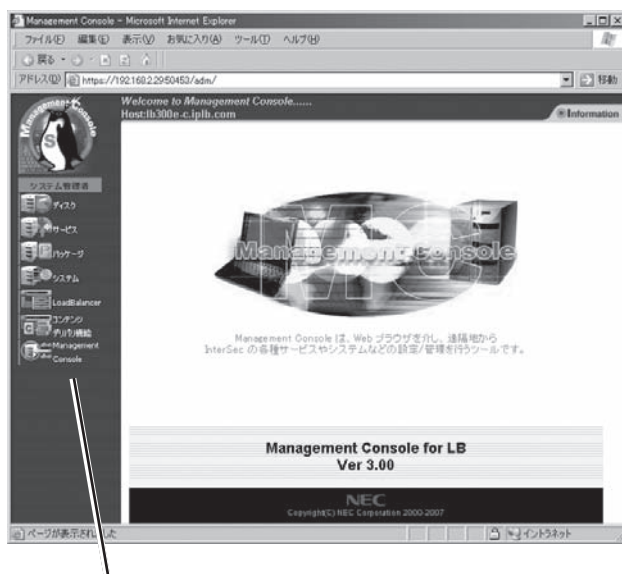 Management Console - Microsoft Internet Explorer
ファイル(F) 編集(E) 表示(V) お気に入り(A) ツール(T) ヘルプ(H)
戻る
アドレス(D) https://192.168.2.29:50453/adm/ 移動
Management Console
S
Welcome to Management Console......
Host:lb300e-c.iplb.com
Information
システム管理者
ディスク
サービス
パッケージ
システム
LoadBalancer
コンテンツ
デリバリ機能
Management
Console
MC
Management Console
Management Console は、Web ブラウザを介し、遠隔地から
InterSec の各種サービスやシステムなどの設定/管理を行うツールです。
Management Console for LB
Ver 3.00
NEC
Copyright(C) NEC Corporation 2000-2007
ページが表示されました
イントラネット